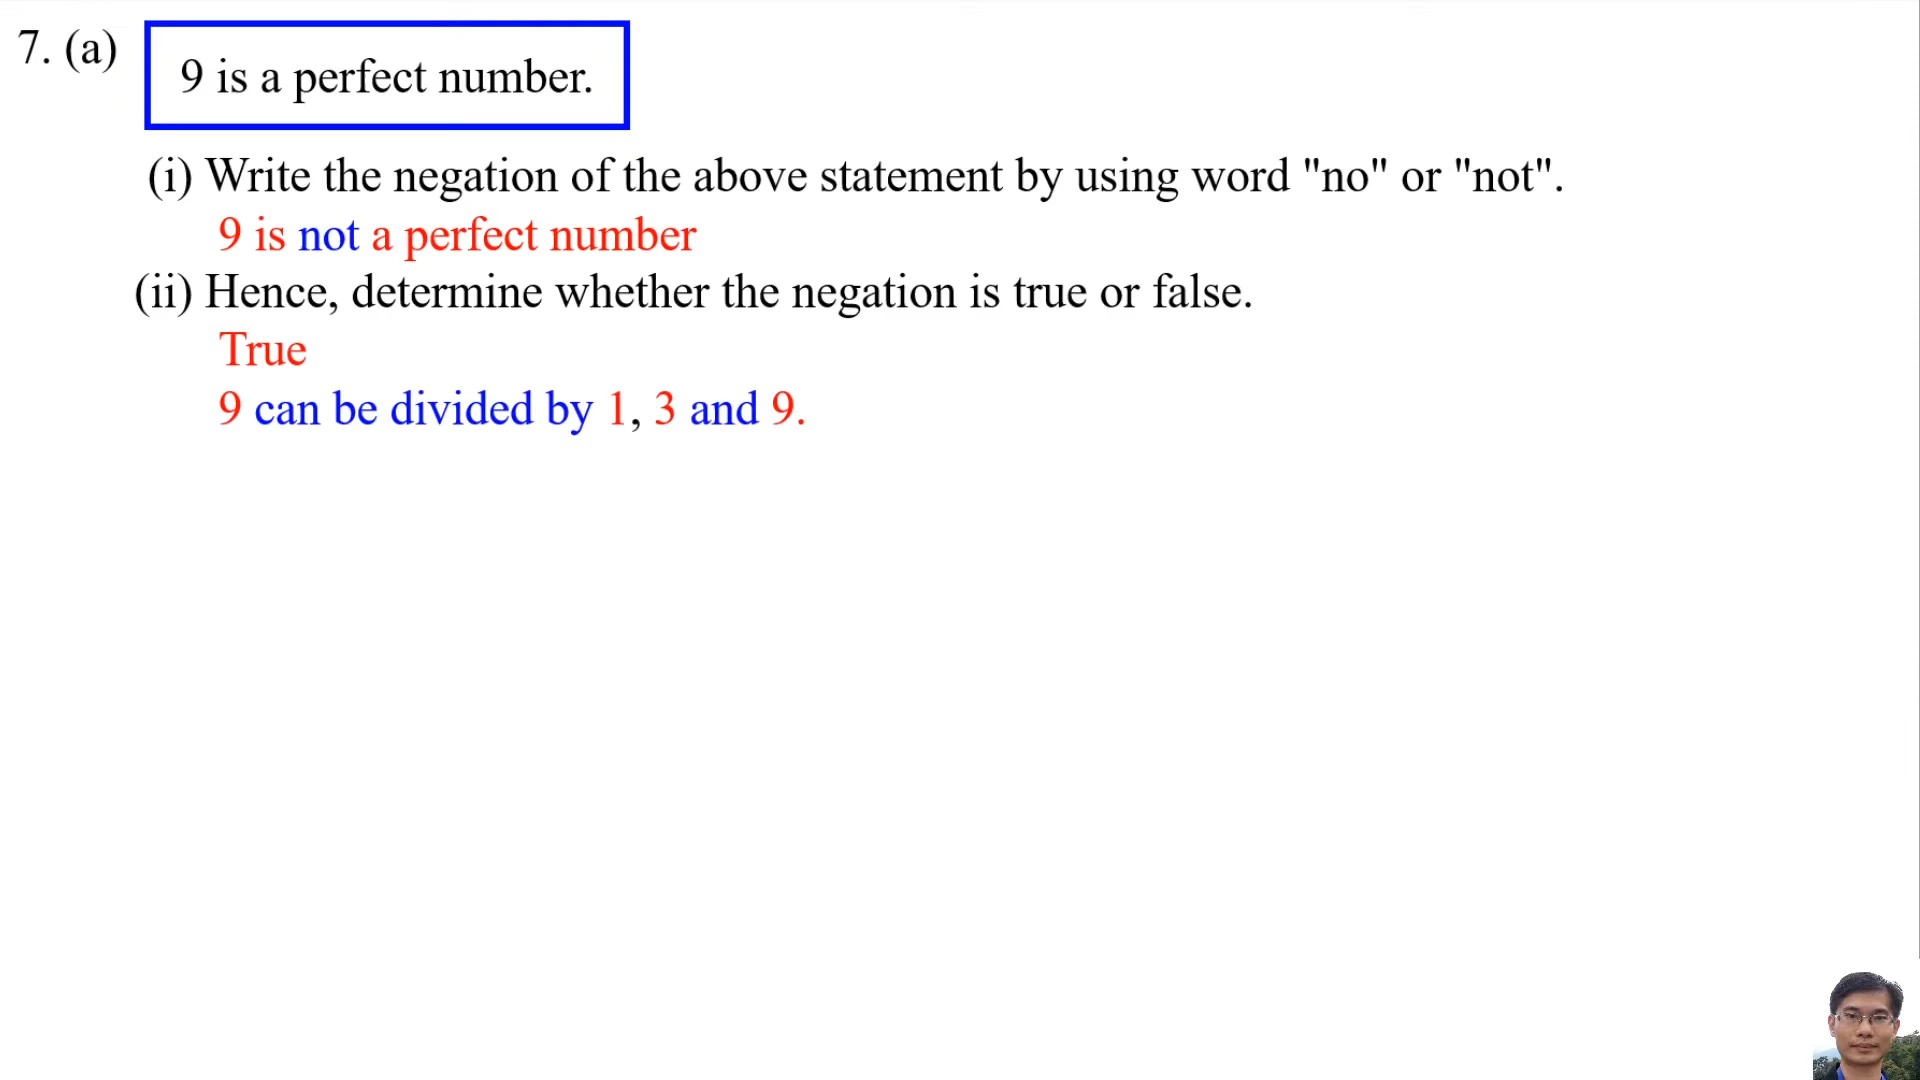 7. (a)
9 is a perfect number.
(i) Write the negation of the above statement by using word "no" or "not".
9 is not a perfect number
(ii) Hence, determine whether the negation is true or false.
True
9 can be divided by 1, 3 and 9.